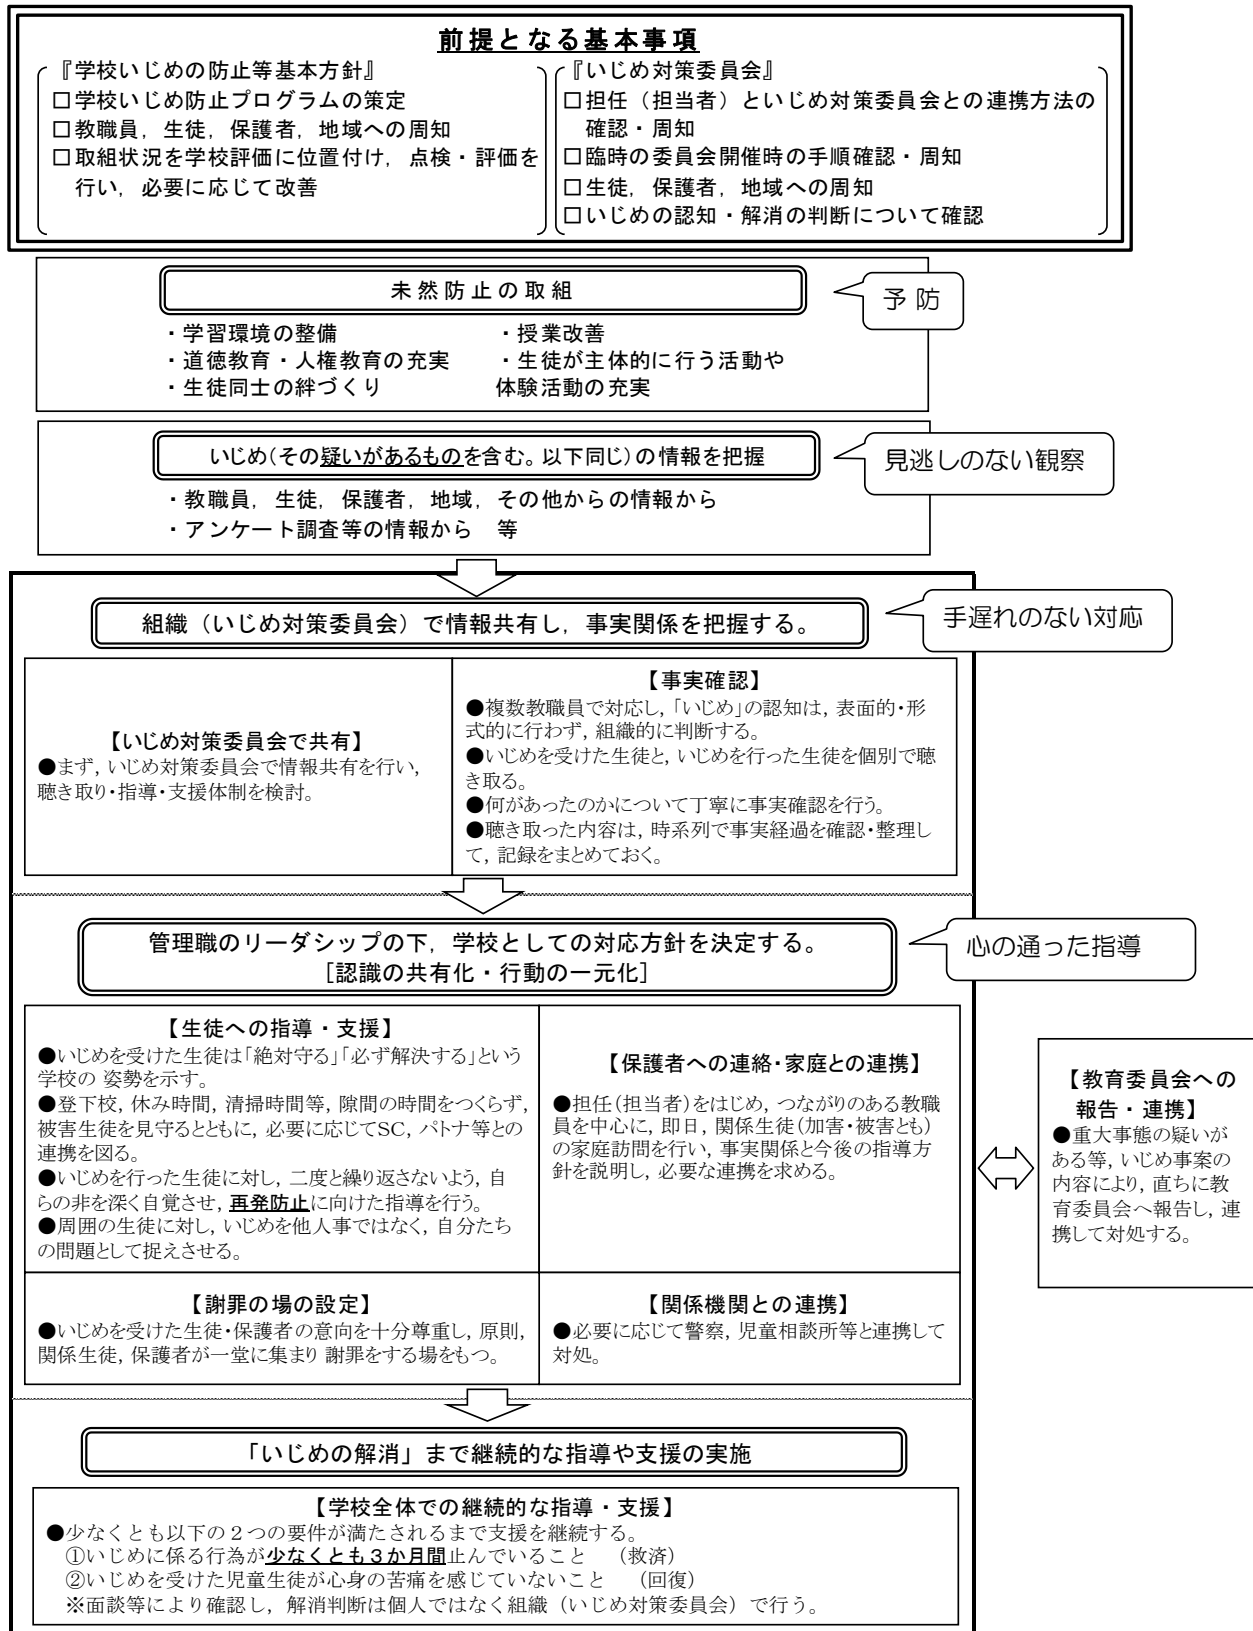 前提となる基本事項
『学校いじめの防止等基本方針』
□学校いじめ防止プログラムの策定
□教職員，生徒，保護者，地域への周知
□取組状況を学校評価に位置付け，点検・評価を
行い，必要に応じて改善
『いじめ対策委員会』
□担任（担当者）といじめ対策委員会との連携方法の
確認・周知
□臨時の委員会開催時の手順確認・周知
□生徒，保護者，地域への周知
□いじめの認知・解消の判断について確認
未然防止の取組
予防
・学習環境の整備
・道徳教育・人権教育の充実
・生徒同士の絆づくり
・授業改善
・生徒が主体的に行う活動や
体験活動の充実
いじめ（その疑いがあるものを含む。以下同じ）の情報を把握
見逃しのない観察
・教職員，生徒，保護者，地域，その他からの情報から
・アンケート調査等の情報から　等
組織（いじめ対策委員会）で情報共有し，事実関係を把握する。
手遅れのない対応
【いじめ対策委員会で共有】
●まず，いじめ対策委員会で情報共有を行い，
聴き取り・指導・支援体制を検討。
【事実確認】
●複数教職員で対応し，「いじめ」の認知は，表面的・形
式的に行わず，組織的に判断する。
●いじめを受けた生徒と，いじめを行った生徒を個別で聴
き取る。
●何があったのかについて丁寧に事実確認を行う。
●聴き取った内容は，時系列で事実経過を確認・整理し
て，記録をまとめておく。
管理職のリーダシップの下，学校としての対応方針を決定する。
［認識の共有化・行動の一元化］
心の通った指導
【生徒への指導・支援】
●いじめを受けた生徒は「絶対守る」「必ず解決する」という
学校の 姿勢を示す。
●登下校，休み時間，清掃時間等，隙間の時間をつくらず，
被害生徒を見守るとともに，必要に応じてSC，パトナ等との
連携を図る。
●いじめを行った生徒に対し，二度と繰り返さないよう，自
らの非を深く自覚させ，再発防止に向けた指導を行う。
●周囲の生徒に対し，いじめを他人事ではなく，自分たち
の問題として捉えさせる。
【保護者への連絡・家庭との連携】
●担任（担当者）をはじめ，つながりのある教職
員を中心に，即日，関係生徒（加害・被害とも）
の家庭訪問を行い，事実関係と今後の指導方
針を説明し，必要な連携を求める。
【教育委員会への
報告・連携】
●重大事態の疑いが
ある等，いじめ事案の
内容により，直ちに教
育委員会へ報告し，連
携して対処する。
【謝罪の場の設定】
●いじめを受けた生徒・保護者の意向を十分尊重し，原則，
関係生徒，保護者が一堂に集まり 謝罪をする場をもつ。
【関係機関との連携】
●必要に応じて警察，児童相談所等と連携して
対処。
「いじめの解消」まで継続的な指導や支援の実施
【学校全体での継続的な指導・支援】
●少なくとも以下の２つの要件が満たされるまで支援を継続する。
①いじめに係る行為が少なくとも３か月間止んでいること　（救済）
②いじめを受けた児童生徒が心身の苦痛を感じていないこと　（回復）
※面談等により確認し，解消判断は個人ではなく組織（いじめ対策委員会）で行う。